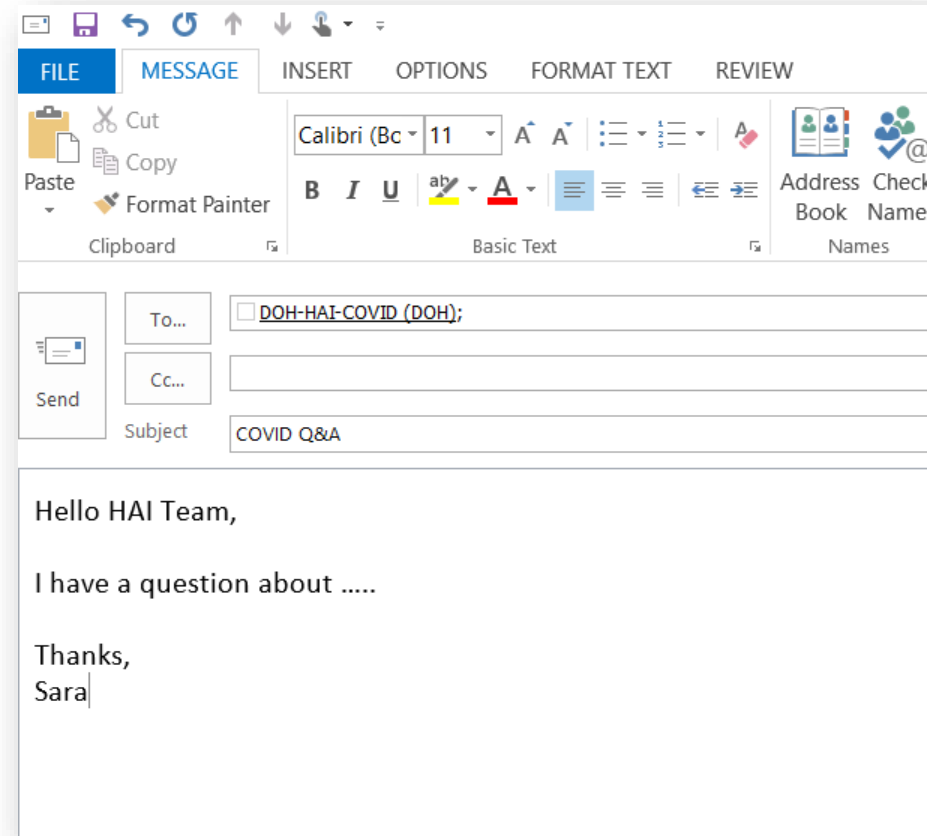 FILE MESSAGE INSERT OPTIONS FORMAT TEXT REVIEW
Cut
Copy
Paste
Format Painter
Calibri (Bc 11 A A
B I U ab A
Address Check
Book Name
Clipboard Basic Text Names
To... DOH-HAI-COVID (DOH);
Cc...
Send
Subject COVID Q&A
Hello HAI Team,
I have a question about .....
Thanks,
Sara